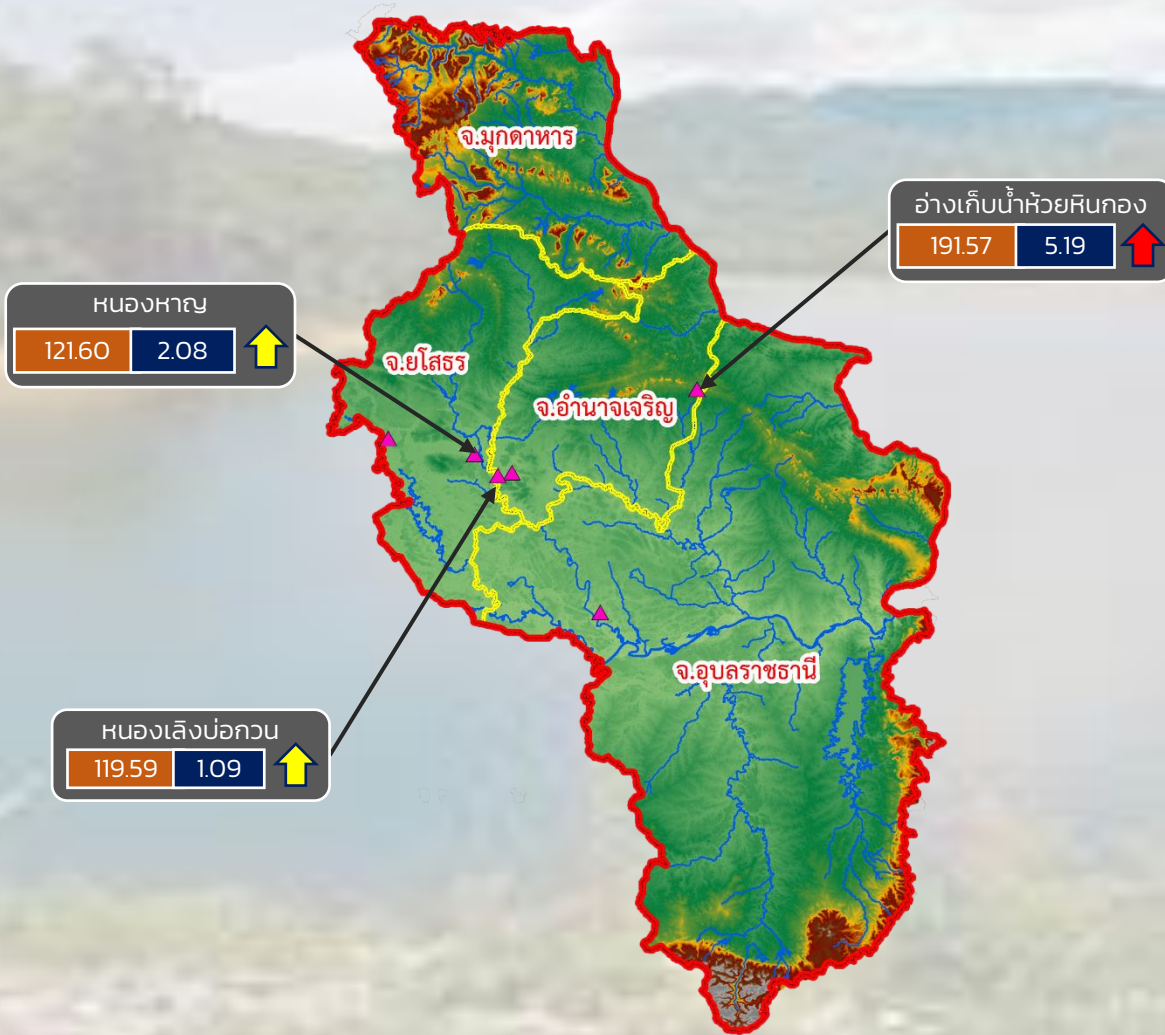 จ.มุกดาหาร
อ่างเก็บน้ำห้วยหินกอง
191.57 5.19
หนองหาญ
121.60 2.08
จ.ยโสธร
จ.อำนาจเจริญ
จ.อุบลราชธานี
หนองเลิงบ่อกวน
119.59 1.09